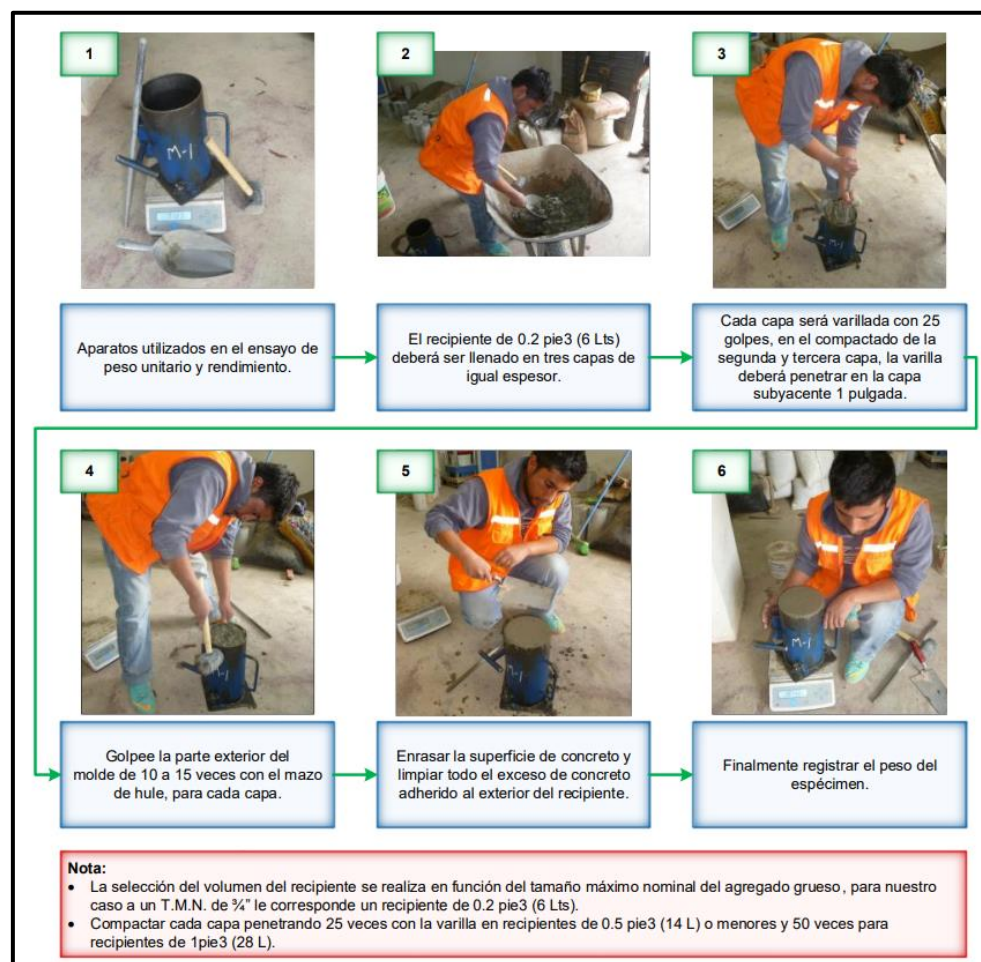 1
2
3
M-1
Aparatos utilizados en el ensayo de
peso unitario y rendimiento.
El recipiente de 0.2 pie3 (6 Lts)
deberá ser llenado en tres capas de
igual espesor.
Cada capa será varillada con 25
golpes, en el compactado de la
segunda y tercera capa, la varilla
deberá penetrar en la capa
subyacente 1 pulgada.
4
5
6
M-1
M-1
M-1
Golpee la parte exterior del
molde de 10 a 15 veces con el mazo
de hule, para cada capa.
Enrasar la superficie de concreto y
limpiar todo el exceso de concreto
adherido al exterior del recipiente.
Finalmente registrar el peso del
espécimen.
Nota:
• La selección del volumen del recipiente se realiza en función del tamaño máximo nominal del agregado grueso, para nuestro
caso a un T.M.N. de ¾” le corresponde un recipiente de 0.2 pie3 (6 Lts).
• Compactar cada capa penetrando 25 veces con la varilla en recipientes de 0.5 pie3 (14 L) o menores y 50 veces para
recipientes de 1pie3 (28 L).